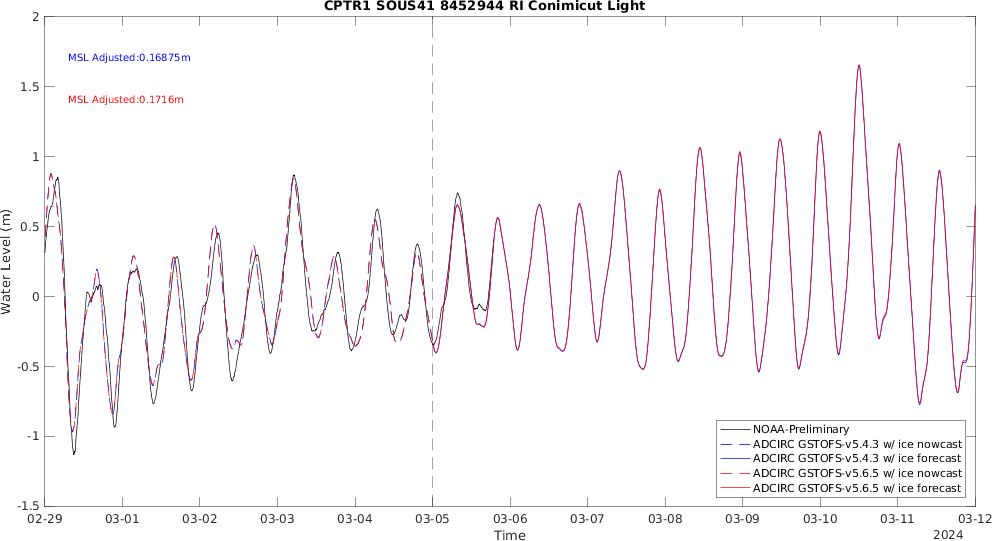 CPTR1 SOUS41 8452944 RI Conimicut Light
2
1.5
1
0.5
0
-0.5
-1
-1.5
Water Level (m)
MSL Adjusted:0.16875m
MSL Adjusted:0.1716m
NOAA-Preliminary
ADCIRC GSTOFS-v5.4.3 w/ ice nowcast
ADCIRC GSTOFS-v5.4.3 w/ ice forecast
ADCIRC GSTOFS-v5.6.5 w/ ice nowcast
ADCIRC GSTOFS-v5.6.5 w/ ice forecast
02-29 03-01 03-02 03-03 03-04 03-05 03-06 03-07 03-08 03-09 03-10 03-11 03-12
Time
2024